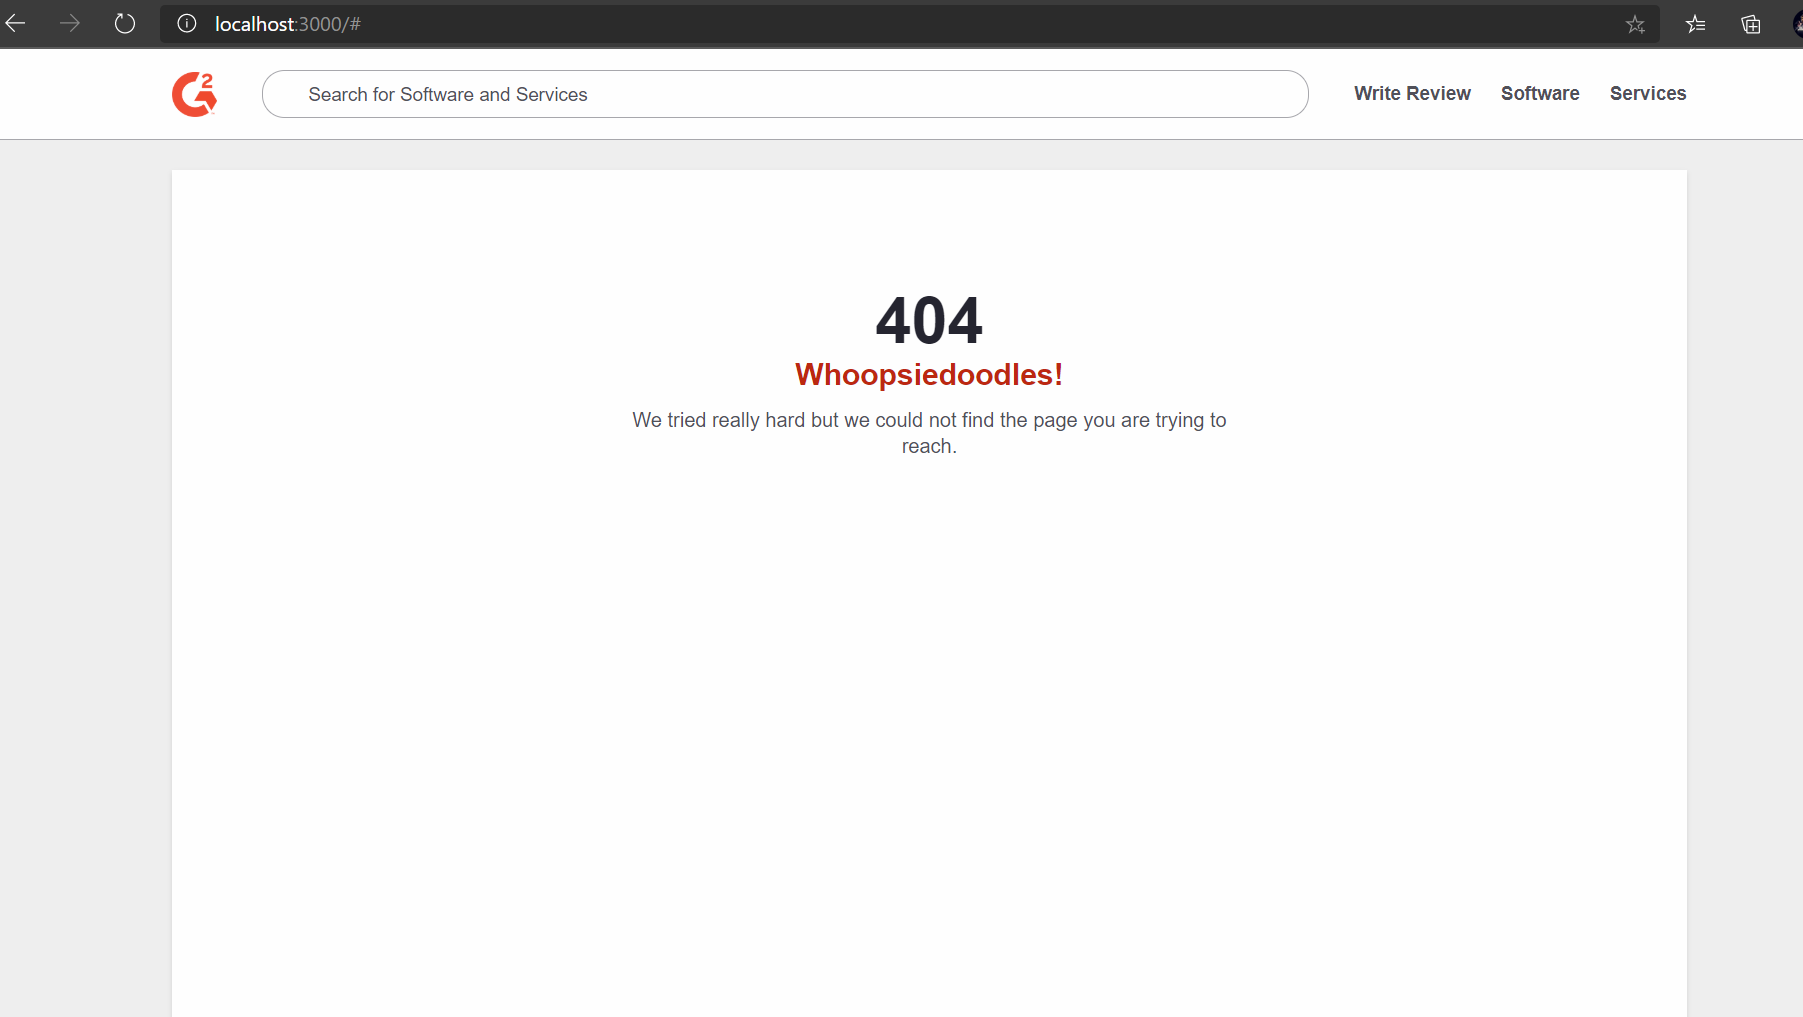 localhost:3000/#
G2
Search for Software and Services
Write Review Software Services
404
Whoopsiedoodles!
We tried really hard but we could not find the page you are trying to
reach.